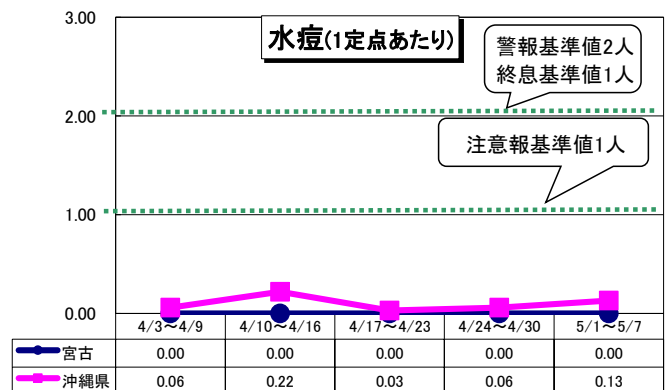 水痘(1定点あたり)
警報基準値2人
終息基準値1人
注意報基準値1人
3.00
2.00
1.00
0.00
4/3～4/9 4/10～4/16 4/17～4/23 4/24～4/30 5/1～5/7
宮古 0.00 0.00 0.00 0.00 0.00
沖縄県 0.06 0.22 0.03 0.06 0.13